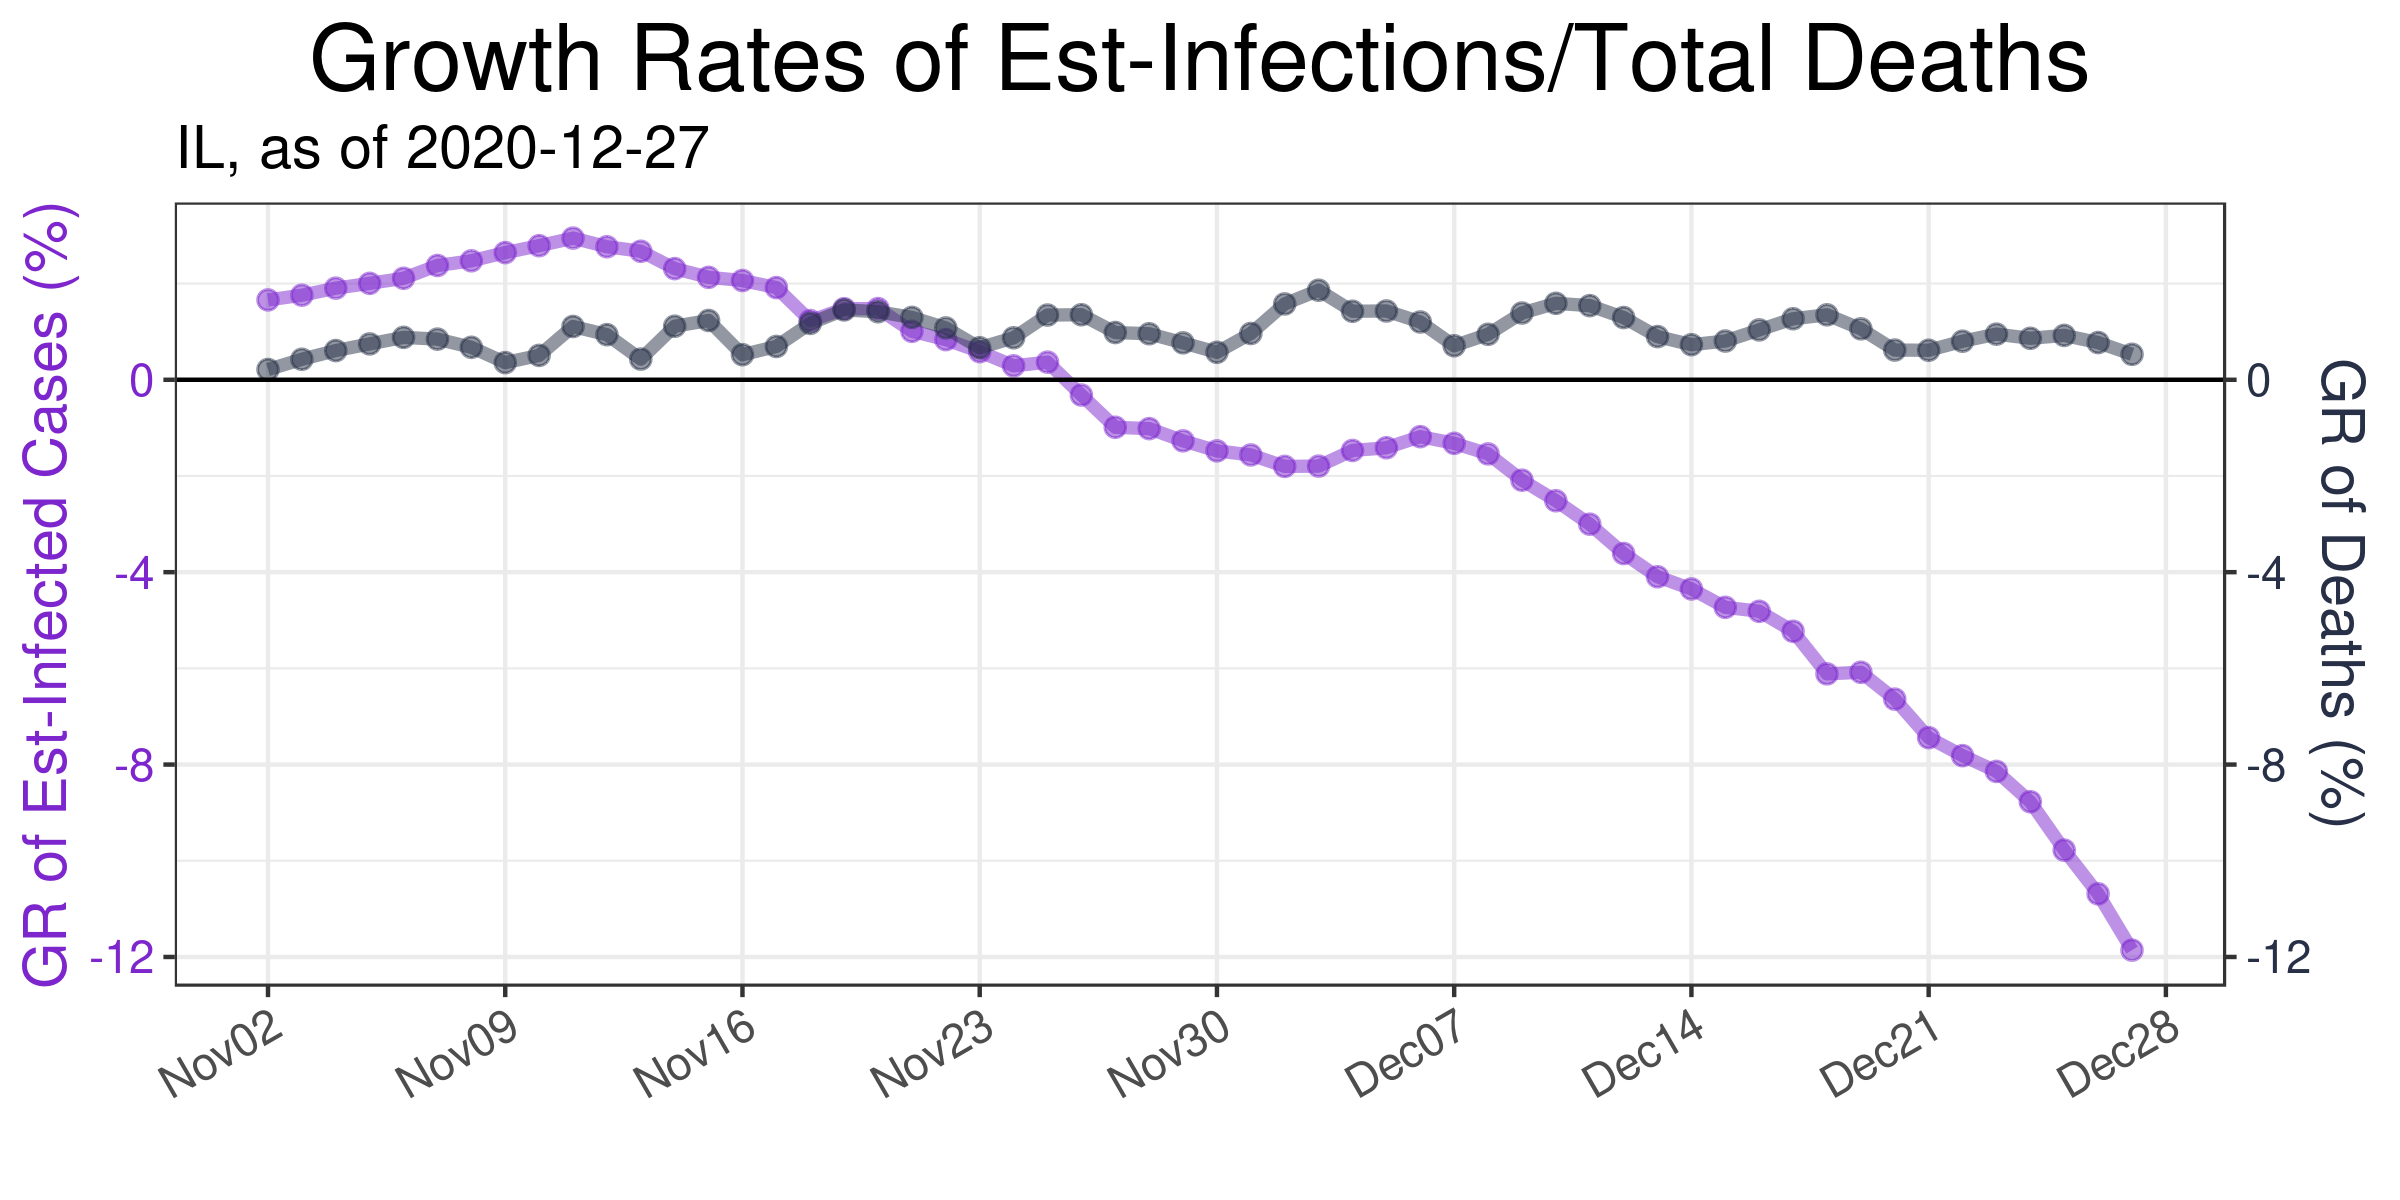 Growth Rates of Est-Infections/Total Deaths
IL, as of 2020-12-27
GR of Est-Infected Cases (%)
0
-4
-8
-12
0
-4
-8
-12
GR of Deaths (%)
Nov02
Nov09
Nov16
Nov23
Nov30
Dec07
Dec14
Dec21
Dec28